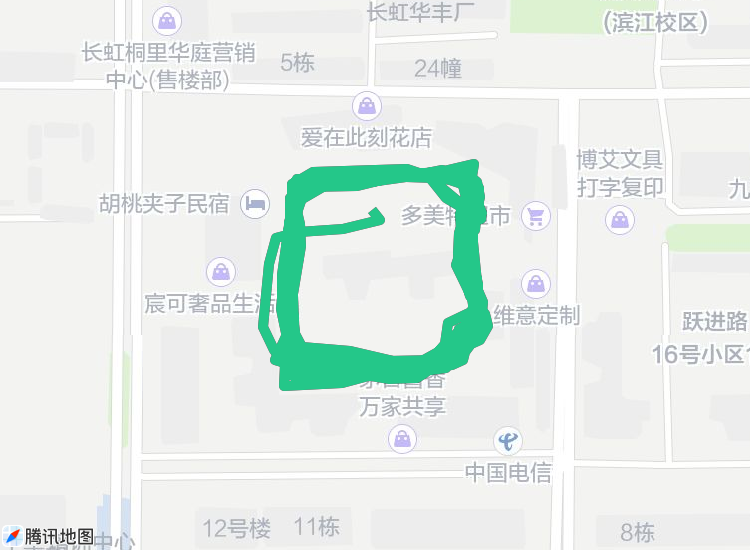 长虹华丰厂
(滨江校区)
长虹桐里华庭营销
中心(售楼部)
5栋
24幢
爱在此刻花店
博艾文具
打字复印
九
胡桃夹子民宿
多美特超市
宸可奢品生活
维意定制
跃进路
16号小区1
万家共享
中国电信
12号楼
11栋
8栋
腾讯地图
中心